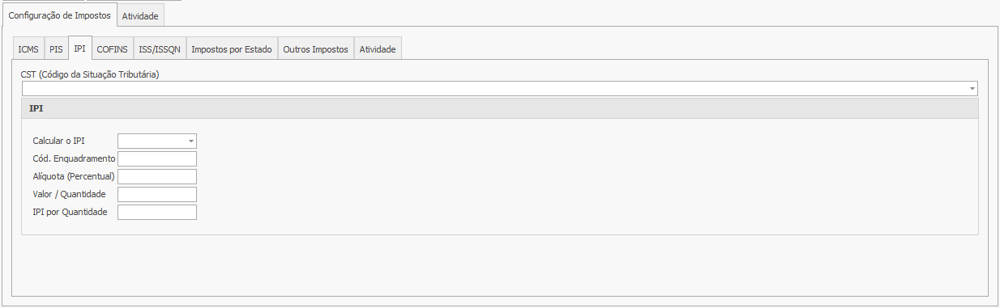 Configuração de Impostos Atividade
ICMS PIS IPI COFINS ISS/ISSQN Impostos por Estado Outros Impostos Atividade
CST (Código da Situação Tributária)
IPI
Calcular o IPI
Cód. Enquadramento
Alíquota (Percentual)
Valor / Quantidade
IPI por Quantidade